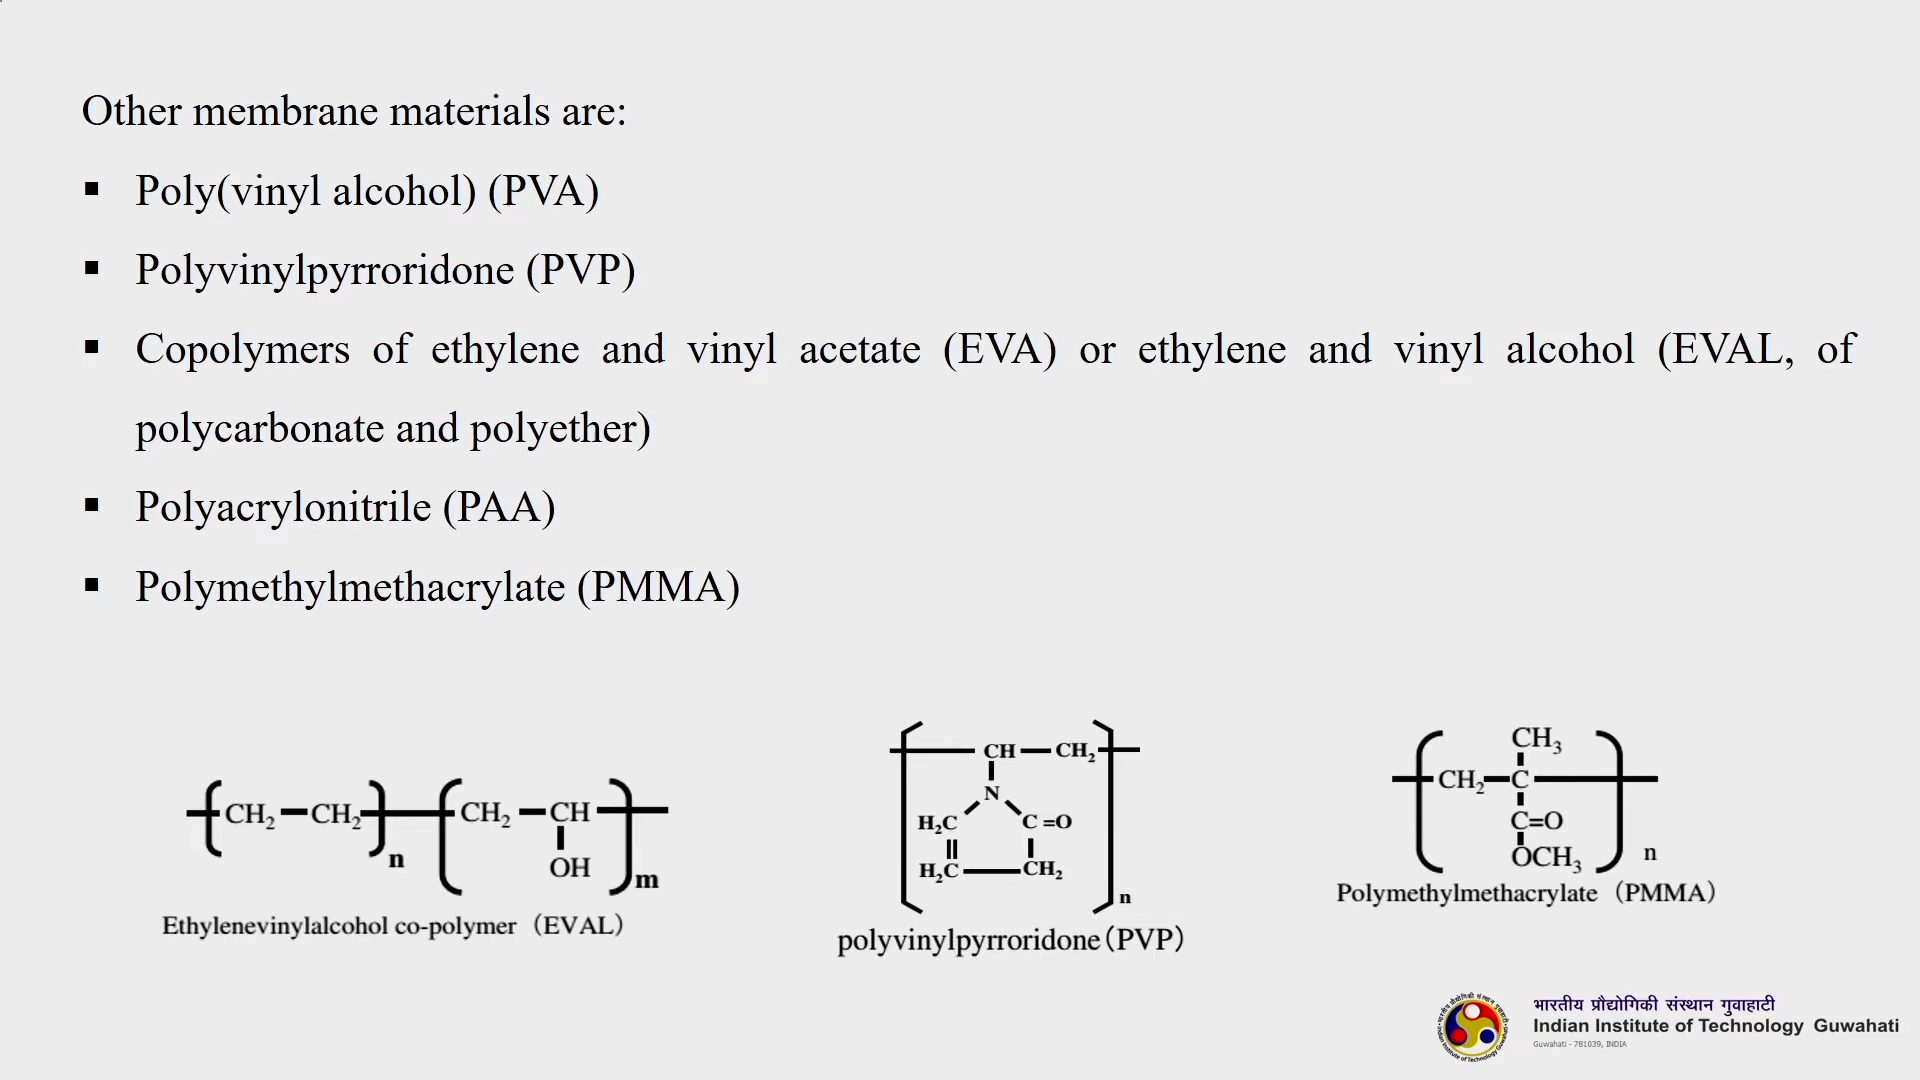 Other membrane materials are:
▪ Poly(vinyl alcohol) (PVA)
▪ Polyvinylpyrroridone (PVP)
▪ Copolymers of ethylene and vinyl acetate (EVA) or ethylene and vinyl alcohol (EVAL, of
polycarbonate and polyether)
▪ Polyacrylonitrile (PAA)
▪ Polymethylmethacrylate (PMMA)
CH₂ CH₂ n CH₂ CH m
OH
Ethylenevinylalcohol co-polymer (EVAL)
CH CH₂
N
H₂C C=O
H₂C CH₂
n
polyvinylpyrroridone(PVP)
CH₃
CH₂ C
C=O
OCH₃ n
Polymethylmethacrylate (PMMA)
भारतीय प्रौद्योगिकी संस्थान गुवाहाटी
Indian Institute of Technology Guwahati
Guwahati - 781039, INDIA